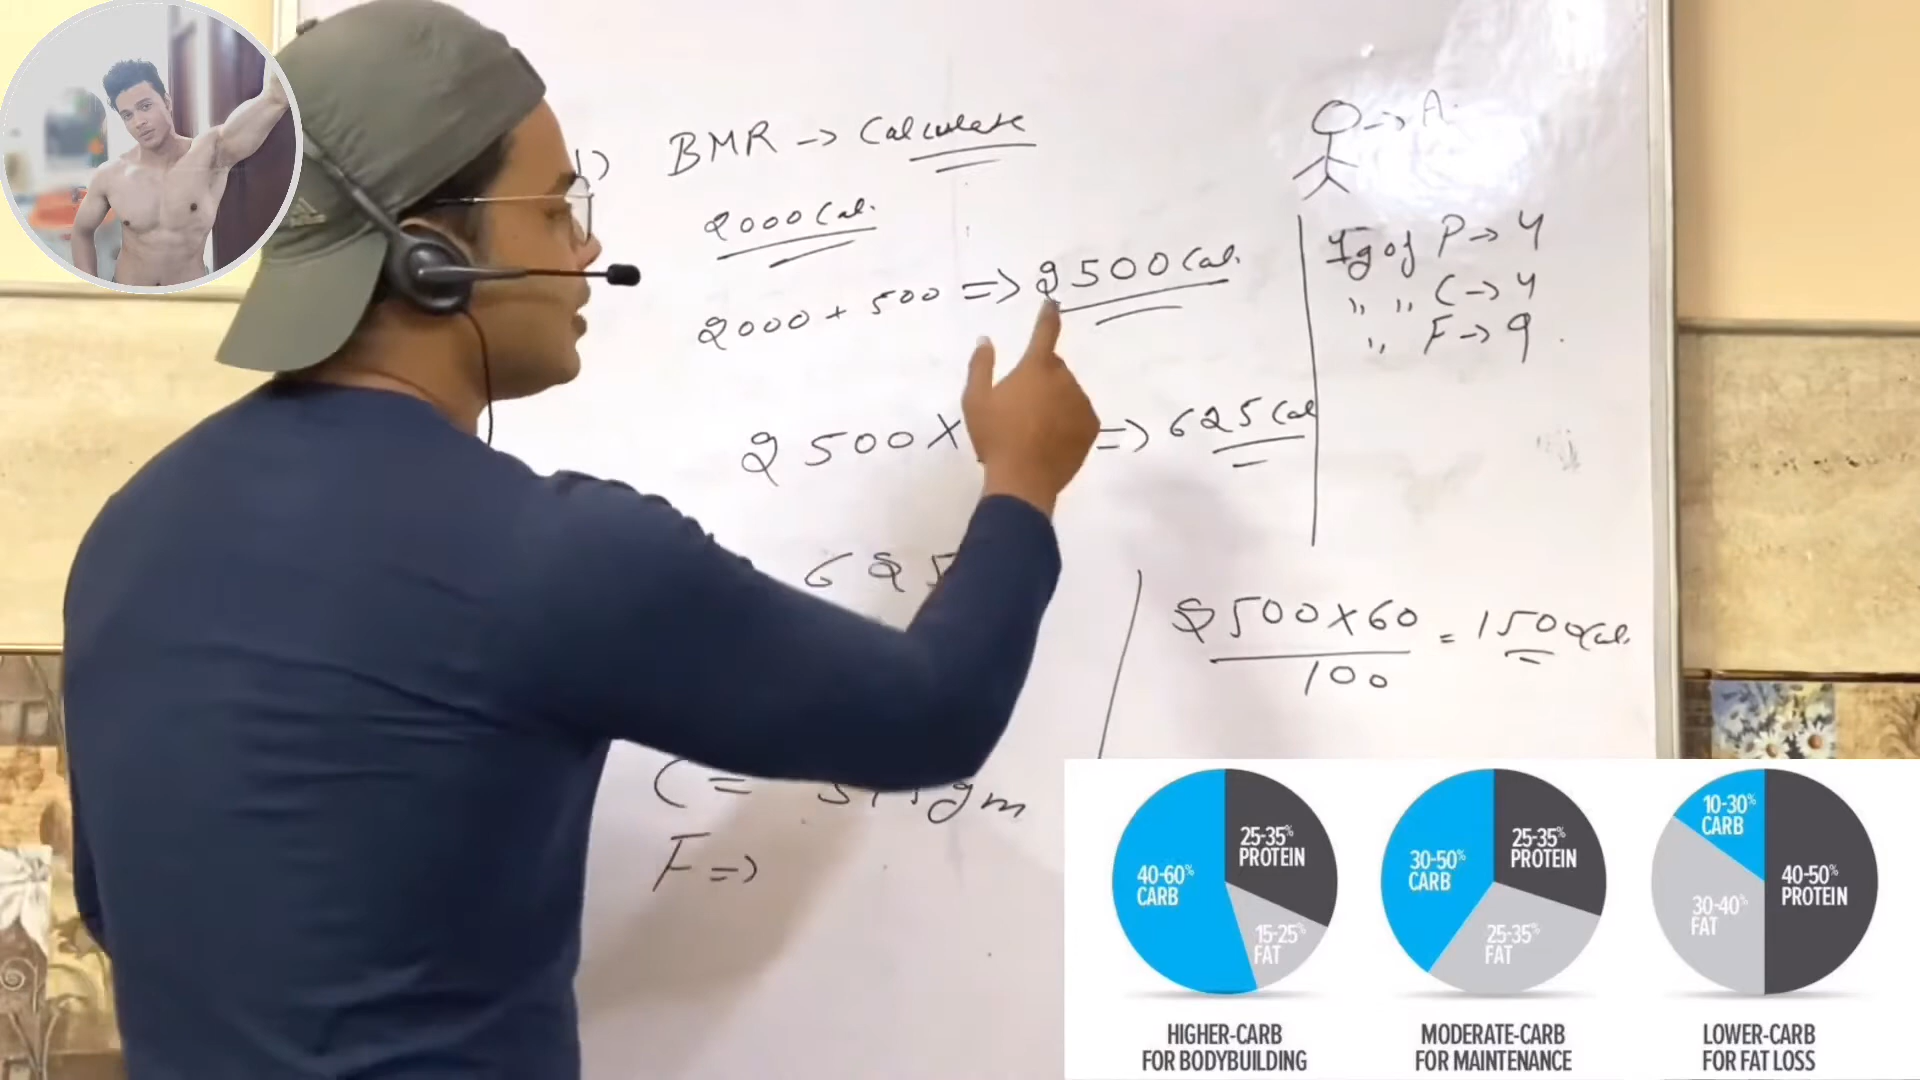 1) BMR → Calculate
2000 Cal.
2000 + 500 => 2500 Cal.
2500 X => 625 Cal
625
C = gm
F =>
→ A.
1g of P → 4
,, ,, C → 4
,, F → 9.
2500 X 60 = 1500 Cal.
100
40-60% CARB
25-35% PROTEIN
15-25% FAT
HIGHER-CARB
FOR BODYBUILDING
30-50% CARB
25-35% PROTEIN
25-35% FAT
MODERATE-CARB
FOR MAINTENANCE
10-30% CARB
40-50% PROTEIN
30-40% FAT
LOWER-CARB
FOR FAT LOSS